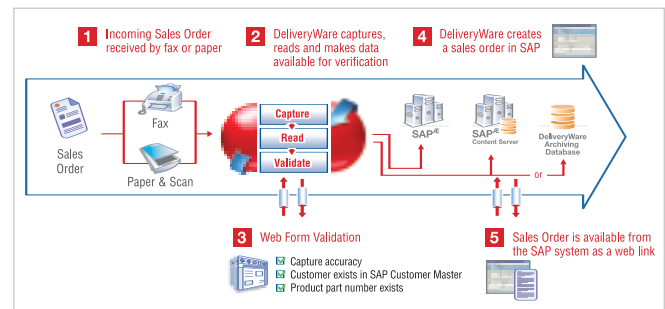 1 Incoming Sales Order
received by fax or paper
2 DeliveryWare captures,
reads and makes data
available for verification
4 DeliveryWare creates
a sales order in SAP
Sales
Order
Fax
Paper & Scan
Capture
Read
Validate
SAP Æ
SAP Æ
Content Server
or
DeliveryWare
Archiving
Database
3 Web Form Validation
Capture accuracy
Customer exists in SAP Customer Master
Product part number exists
5 Sales Order is available from
the SAP system as a web link